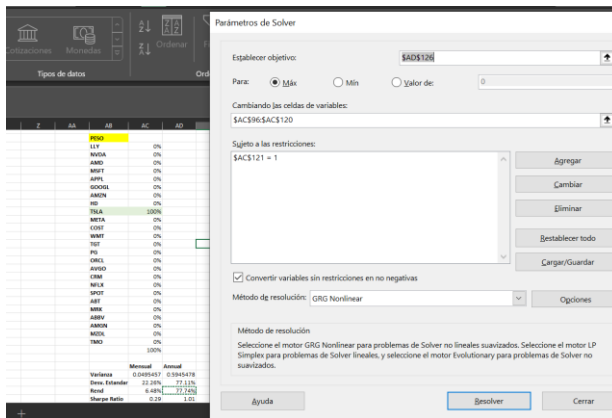 Parámetros de Solver
Cotizaciones
Monedas
Ordenar
Tipos de datos
Establecer objetivo:
$AD$126
Para:
Máx
Mín
Valor de:
0
Cambiando las celdas de variables:
$AC$96:$AC$120
Sujeto a las restricciones:
$AC$121 = 1
Agregar
Cambiar
Eliminar
Restablecer todo
Cargar/Guardar
Convertir variables sin restricciones en no negativas
Método de resolución:
GRG Nonlinear
Opciones
Método de resolución
Seleccione el motor GRG Nonlinear para problemas de Solver no lineales suavizados. Seleccione el motor LP
Simplex para problemas de Solver lineales, y seleccione el motor Evolutionary para problemas de Solver no
suavizados.
Ayuda
Resolver
Cerrar
Z AA AB AC AD
PESO
LLY 0%
NVDA 0%
AMD 0%
MSFT 0%
APPL 0%
GOOGL 0%
AMZN 0%
HD 0%
TSLA 100%
META 0%
COST 0%
WMT 0%
TGT 0%
PG 0%
ORCL 0%
AVGO 0%
CRM 0%
NFLX 0%
SPOT 0%
ABT 0%
MRK 0%
ABBV 0%
AMGN 0%
MZDL 0%
TMO 0%
100%
Mensual Annual
Varianza 0.0495457 0.5945478
Desv. Estandar 22.26% 77.11%
Rend 6.48% 77.74%
Sharpe Ratio 0.29 1.01